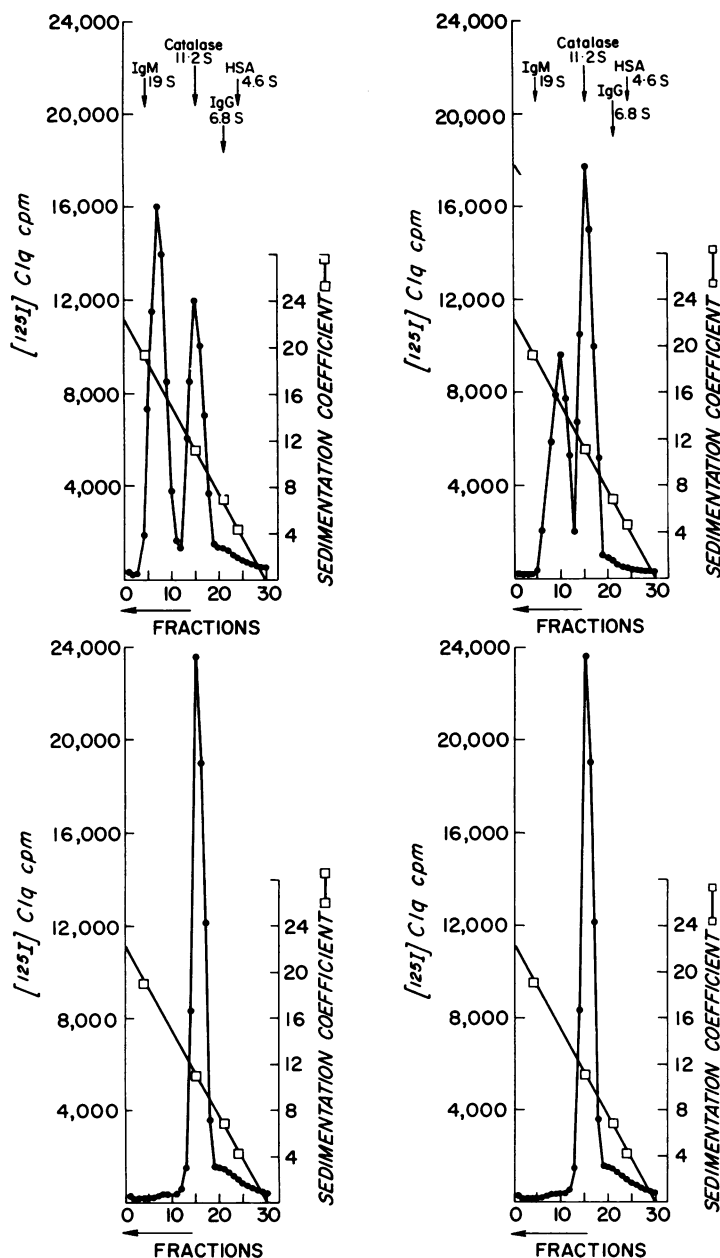 24,000
20,000
16,000
12,000
8,000
4,000
[125I] C1q cpm
IgM
19 S
Catalase
11·2S
HSA
4.6 S
IgG
6.8 S
24
20
16
12
8
4
SEDIMENTATION COEFFICIENT
0
10
20
30
FRACTIONS
24,000
20,000
16,000
12,000
8,000
4,000
[125I] C1q cpm
IgM
19 S
Catalase
11·2S
HSA
4.6 S
IgG
6.8 S
24
20
16
12
8
4
SEDIMENTATION COEFFICIENT
0
10
20
30
FRACTIONS
24,000
20,000
16,000
12,000
8,000
4,000
[125I] C1q cpm
24
20
16
12
8
4
SEDIMENTATION COEFFICIENT
0
10
20
30
FRACTIONS
24,000
20,000
16,000
12,000
8,000
4,000
[125I] C1q cpm
24
20
16
12
8
4
SEDIMENTATION COEFFICIENT
0
10
20
30
FRACTIONS